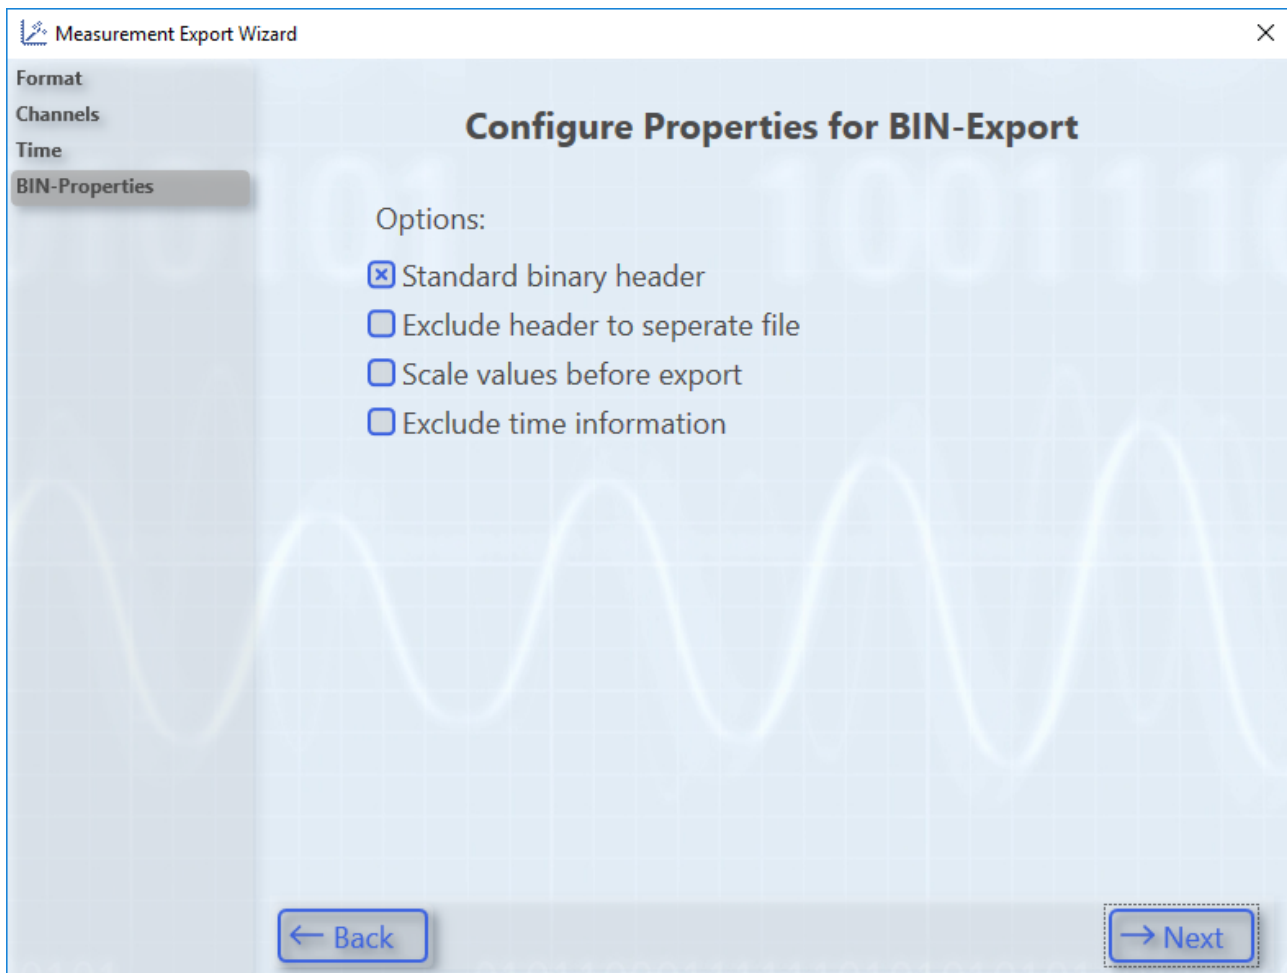 Measurement Export Wizard
Format
Channels
Time
BIN-Properties
Configure Properties for BIN-Export
Options:
Standard binary header
Exclude header to seperate file
Scale values before export
Exclude time information
← Back
→ Next